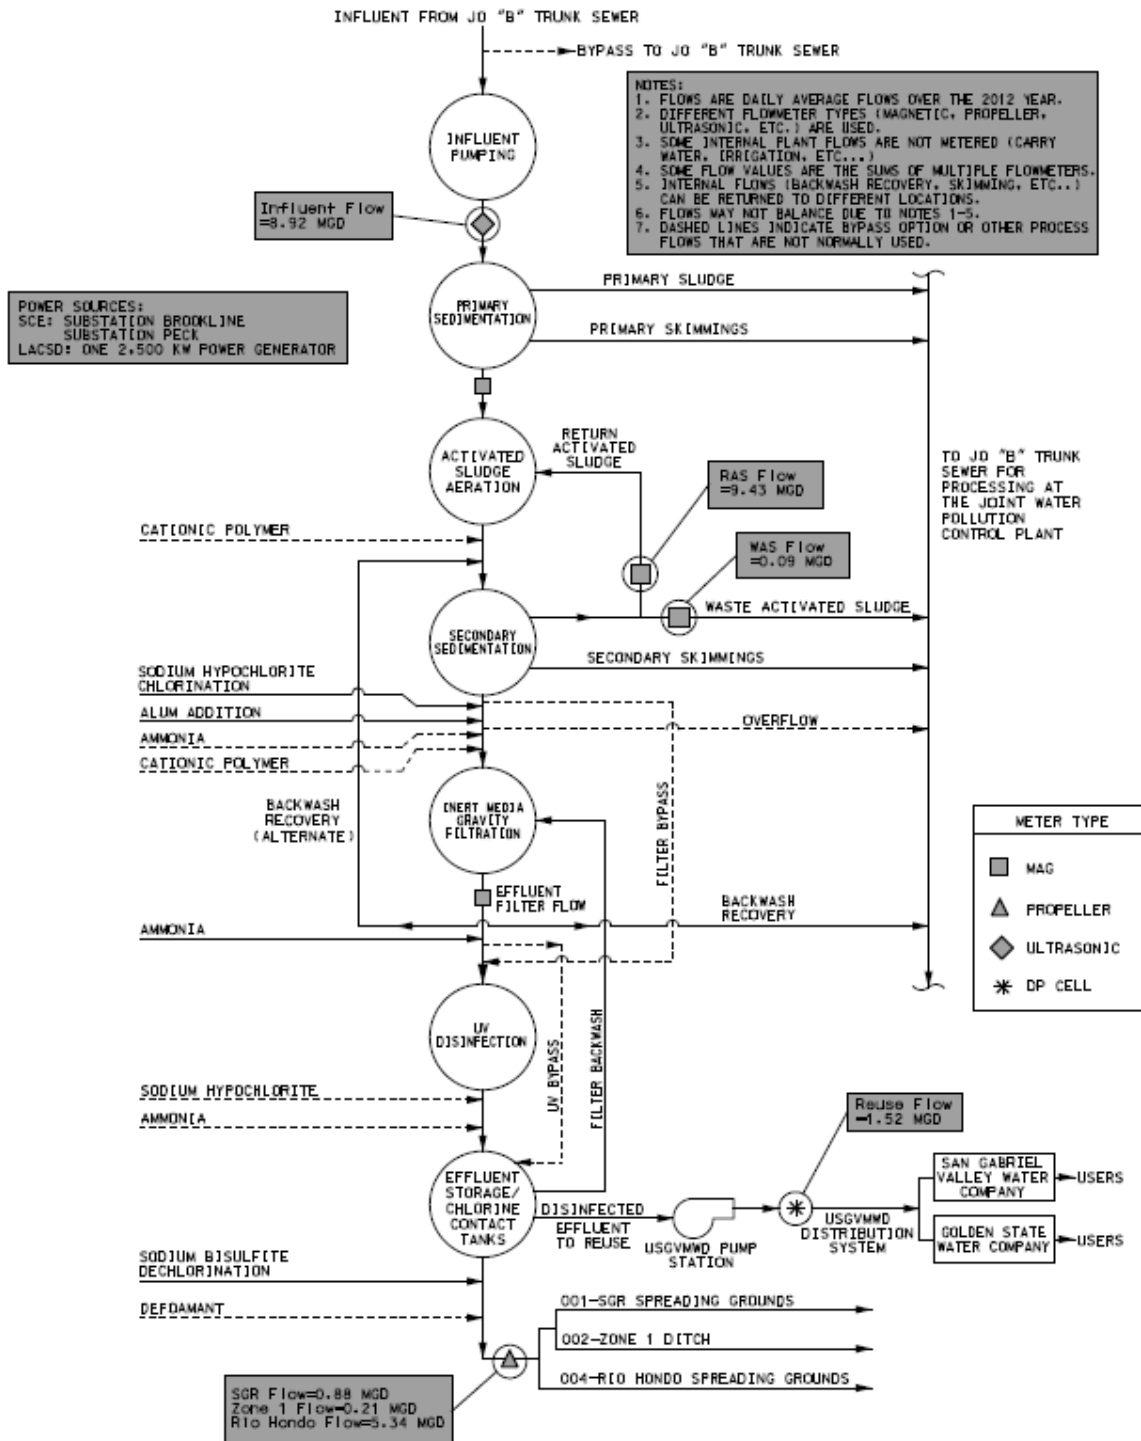 INFLUENT FROM JO "B" TRUNK SEWER
BYPASS TO JO "B" TRUNK SEWER
NOTES:
1. FLOWS ARE DAILY AVERAGE FLOWS OVER THE 2012 YEAR.
2. DIFFERENT FLOWMETER TYPES (MAGNETIC, PROPELLER,
ULTRASONIC, ETC.) ARE USED.
3. SOME INTERNAL PLANT FLOWS ARE NOT METERED (CARRY
WATER, IRRIGATION, ETC...)
4. SOME FLOW VALUES ARE THE SUMS OF MULTIPLE FLOWMETERS.
5. INTERNAL FLOWS (BACKWASH RECOVERY, SKIMMING, ETC..)
CAN BE RETURNED TO DIFFERENT LOCATIONS.
6. FLOWS MAY NOT BALANCE DUE TO NOTES 1-5.
7. DASHED LINES INDICATE BYPASS OPTION OR OTHER PROCESS
FLOWS THAT ARE NOT NORMALLY USED.
INFLUENT
PUMPING
Influent Flow
=8.92 MGD
POWER SOURCES:
SCE: SUBSTATION BROOKLINE
SUBSTATION PECK
LACSD: ONE 2,500 KW POWER GENERATOR
PRIMARY
SEDIMENTATION
PRIMARY SLUDGE
PRIMARY SKIMMINGS
ACTIVATED
SLUDGE
AERATION
RETURN
ACTIVATED
SLUDGE
RAS Flow
=9.43 MGD
WAS Flow
=0.09 MGD
TO JO "B" TRUNK
SEWER FOR
PROCESSING AT
THE JOINT WATER
POLLUTION
CONTROL PLANT
CATIONIC POLYMER
SECONDARY
SEDIMENTATION
WASTE ACTIVATED SLUDGE
SECONDARY SKIMMINGS
SODIUM HYPOCHLORITE
CHLORINATION
ALUM ADDITION
AMMONIA
CATIONIC POLYMER
OVERFLOW
FILTER BYPASS
INERT MEDIA
GRAVITY
FILTRATION
BACKWASH
RECOVERY
(ALTERNATE)
EFFLUENT
FILTER FLOW
BACKWASH
RECOVERY
AMMONIA
METER TYPE
MAG
PROPELLER
ULTRASONIC
DP CELL
UV
DISINFECTION
UV BYPASS
FILTER BACKWASH
SODIUM HYPOCHLORITE
AMMONIA
EFFLUENT
STORAGE/
CHLORINE
CONTACT
TANKS
DISINFECTED
EFFLUENT
TO REUSE
USGVMWD PUMP
STATION
Reuse Flow
=1.52 MGD
USGVMWD
DISTRIBUTION
SYSTEM
SAN GABRIEL
VALLEY WATER
COMPANY
USERS
GOLDEN STATE
WATER COMPANY
USERS
SODIUM BISULFITE
DECHLORINATION
DEFOAMANT
001-SGR SPREADING GROUNDS
002-ZONE 1 DITCH
004-RIO HONDO SPREADING GROUNDS
SGR Flow=0.88 MGD
Zone 1 Flow=0.21 MGD
Rio Hondo Flow=5.34 MGD